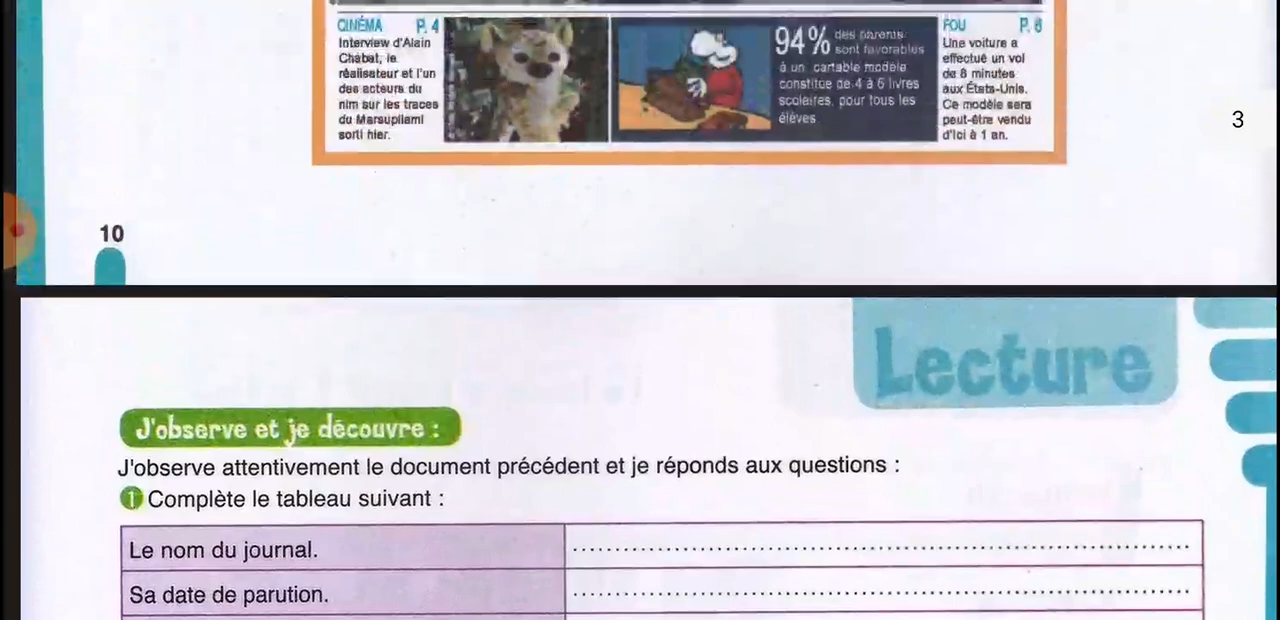 CINÉMA P. 4
Interview d'Alain
Chabat, le
réalisateur et l'un
des acteurs du
film sur les traces
du Marsupilami
sorti hier.
94% des parents
sont favorables
à un cartable modèle
constitué de 4 à 6 livres
scolaires, pour tous les
élèves
FOU P. 6
Une voiture a
effectué un vol
de 8 minutes
aux États-Unis.
Ce modèle sera
peut-être vendu
d'ici à 1 an.
3
10
Lecture
J'observe et je découvre :
J'observe attentivement le document précédent et je réponds aux questions :
1 Complète le tableau suivant :
Le nom du journal.
Sa date de parution.